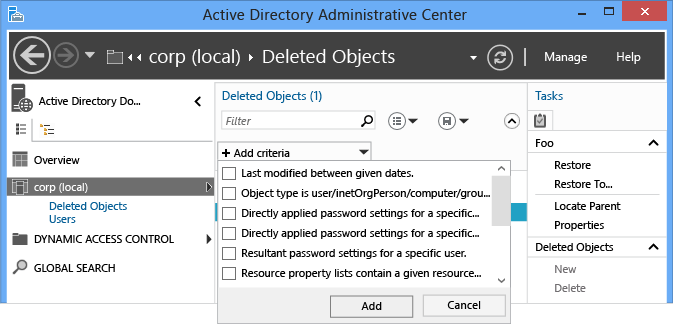 Active Directory Administrative Center
corp (local) Deleted Objects
Manage
Help
Active Directory Do...
Overview
corp (local)
Deleted Objects
Users
DYNAMIC ACCESS CONTROL
GLOBAL SEARCH
Deleted Objects (1)
Filter
+ Add criteria
Last modified between given dates.
Object type is user/inetOrgPerson/computer/grou...
Directly applied password settings for a specific...
Directly applied password settings for a specific...
Resultant password settings for a specific user.
Resource property lists contain a given resource...
Add
Cancel
Tasks
Foo
Restore
Restore To...
Locate Parent
Properties
Deleted Objects
New
Delete